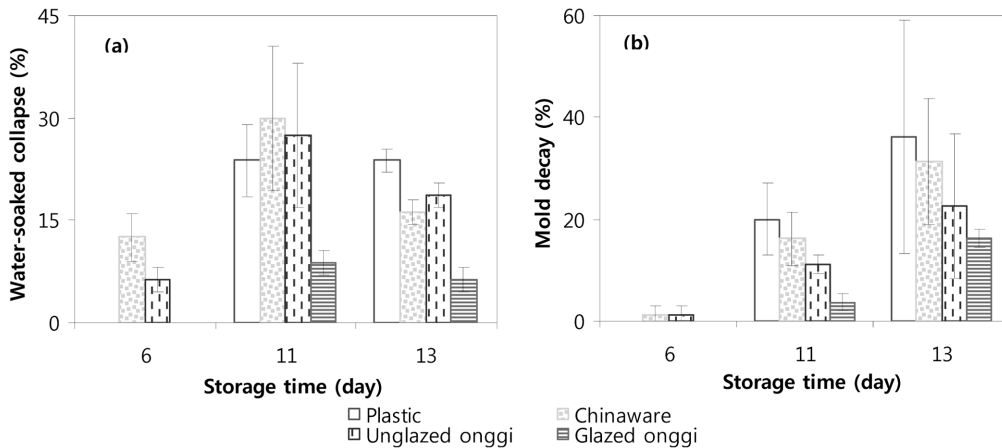 45
30
15
0
Water-soaked collapse (%)
(a)
6 11 13
Storage time (day)
60
40
20
0
Mold decay (%)
(b)
6 11 13
Storage time (day)
Plastic Chinaware
Unglazed onggi Glazed onggi